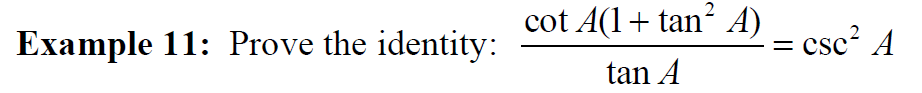 Example 11: Prove the identity: cot A(1 + tan² A) / tan A = csc² A